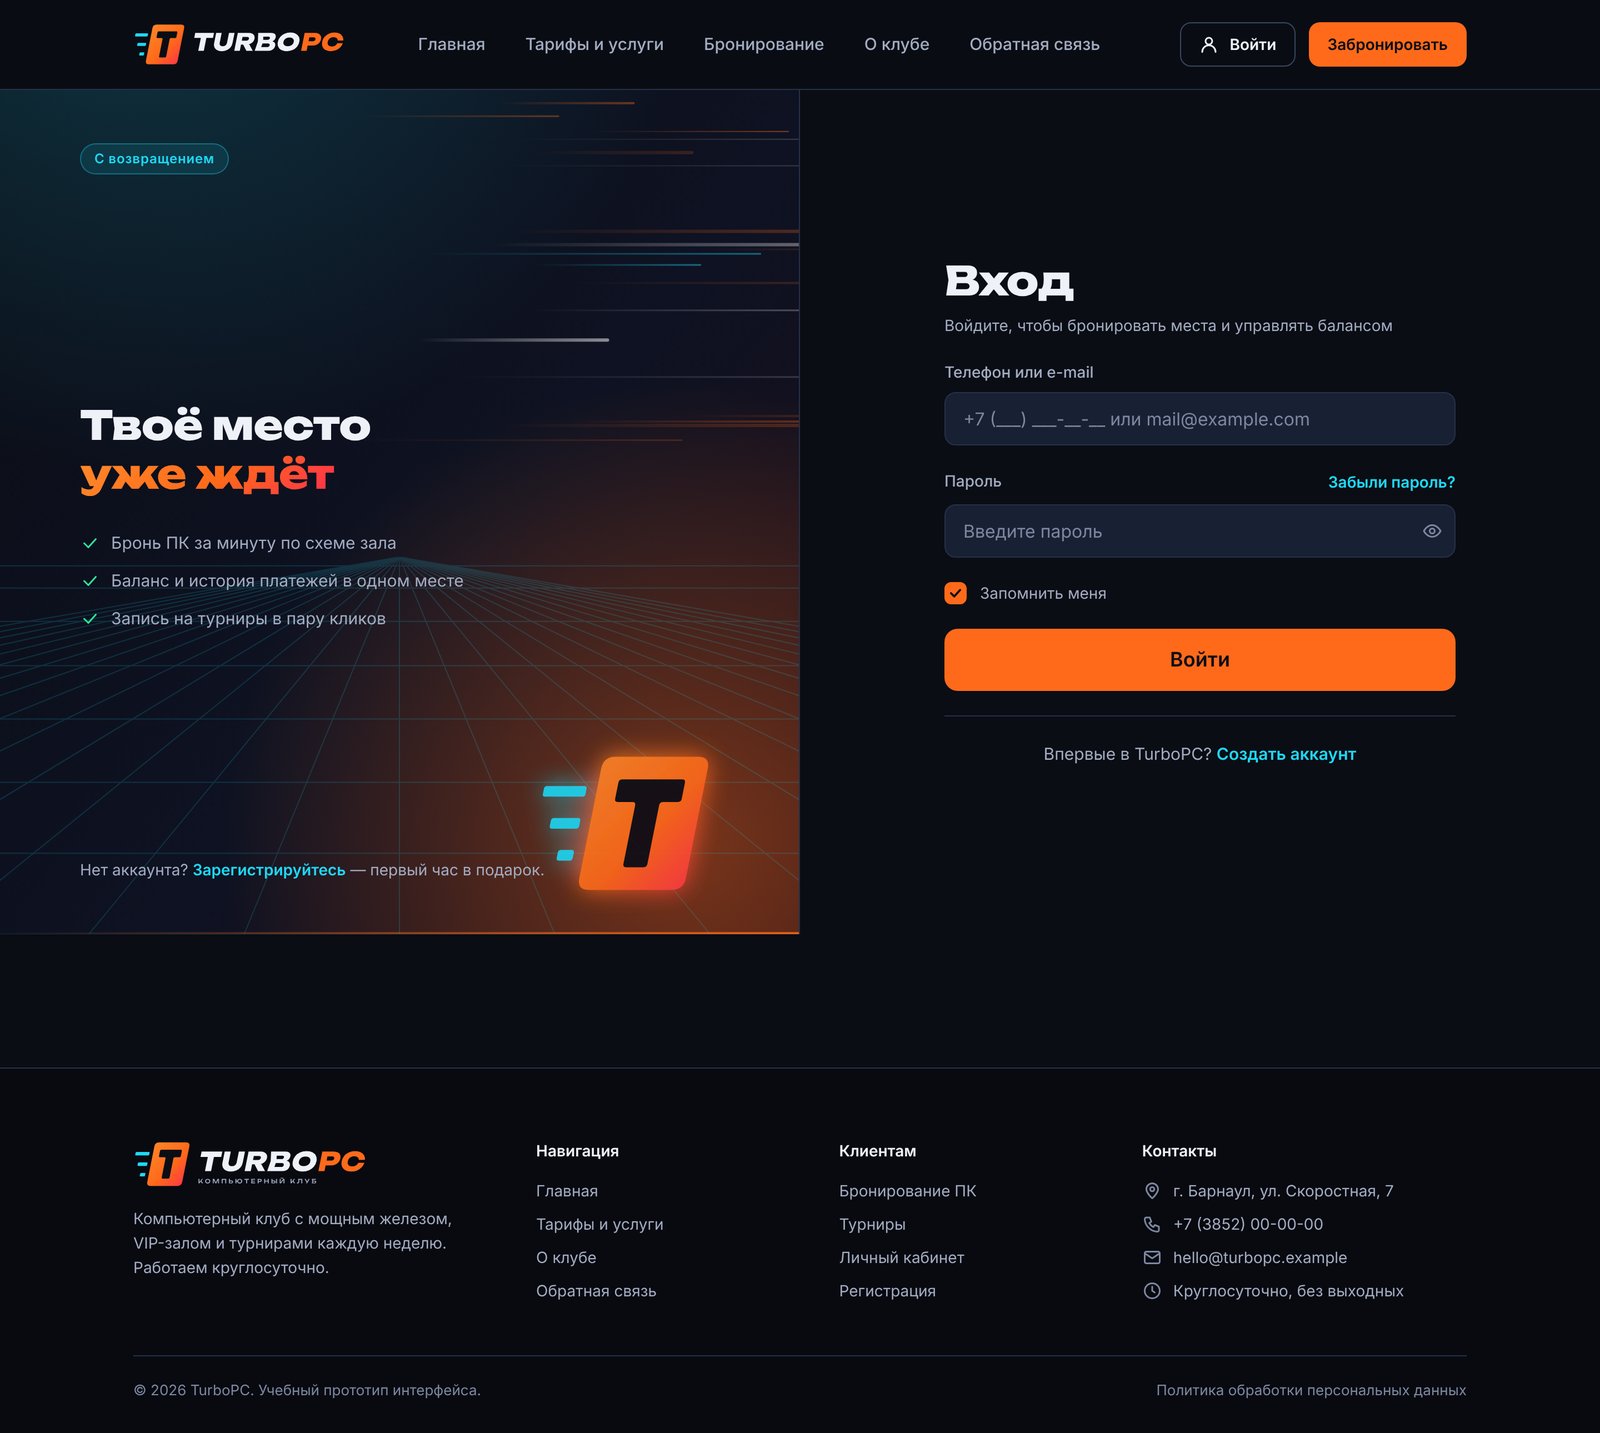 TURBOPC
Главная
Тарифы и услуги
Бронирование
О клубе
Обратная связь
Войти
Забронировать
С возвращением
Твоё место
уже ждёт
Бронь ПК за минуту по схеме зала
Баланс и история платежей в одном месте
Запись на турниры в пару кликов
T
Нет аккаунта? Зарегистрируйтесь — первый час в подарок.
Вход
Войдите, чтобы бронировать места и управлять балансом
Телефон или e-mail
+7 (___) ___-__-__ или mail@example.com
Пароль
Забыли пароль?
Введите пароль
Запомнить меня
Войти
Впервые в TurboPC? Создать аккаунт
TURBOPC
КОМПЬЮТЕРНЫЙ КЛУБ
Компьютерный клуб с мощным железом,
VIP-залом и турнирами каждую неделю.
Работаем круглосуточно.
Навигация
Главная
Тарифы и услуги
О клубе
Обратная связь
Клиентам
Бронирование ПК
Турниры
Личный кабинет
Регистрация
Контакты
г. Барнаул, ул. Скоростная, 7
+7 (3852) 00-00-00
hello@turbopc.example
Круглосуточно, без выходных
© 2026 TurboPC. Учебный прототип интерфейса.
Политика обработки персональных данных